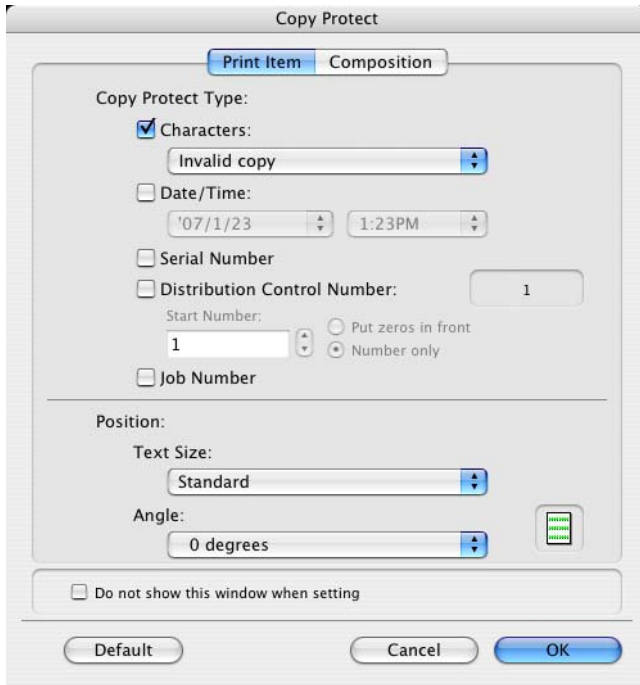 Copy Protect
Print Item Composition
Copy Protect Type:
Characters:
Invalid copy
Date/Time:
'07/1/23 1:23PM
Serial Number
Distribution Control Number: 1
Start Number:
Put zeros in front
1
Number only
Job Number
Position:
Text Size:
Standard
Angle:
0 degrees
Do not show this window when setting
Default Cancel OK